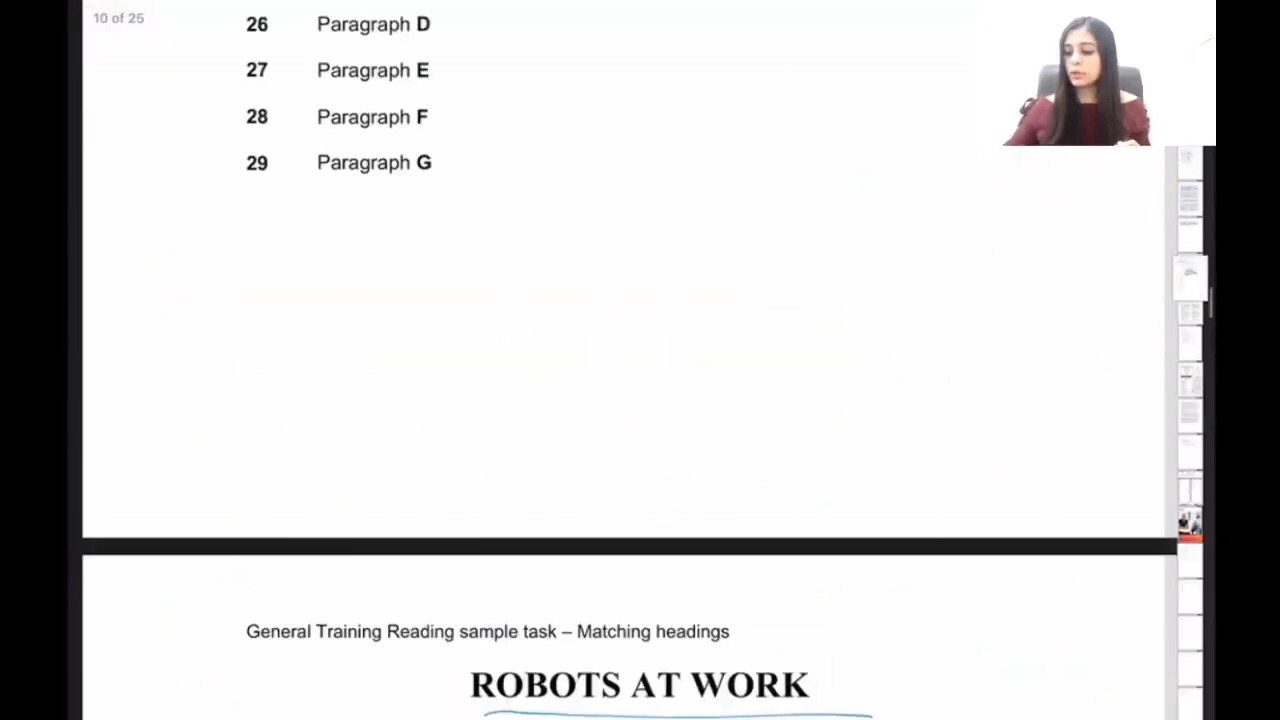 10 of 25
26 Paragraph D
27 Paragraph E
28 Paragraph F
29 Paragraph G
General Training Reading sample task – Matching headings
ROBOTS AT WORK